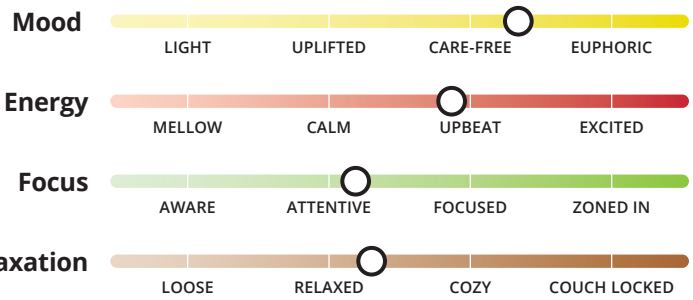 Mood
LIGHT UPLIFTED CARE-FREE EUPHORIC
Energy
MELLOW CALM UPBEAT EXCITED
Focus
AWARE ATTENTIVE FOCUSED ZONED IN
axation
LOOSE RELAXED COZY COUCH LOCKED